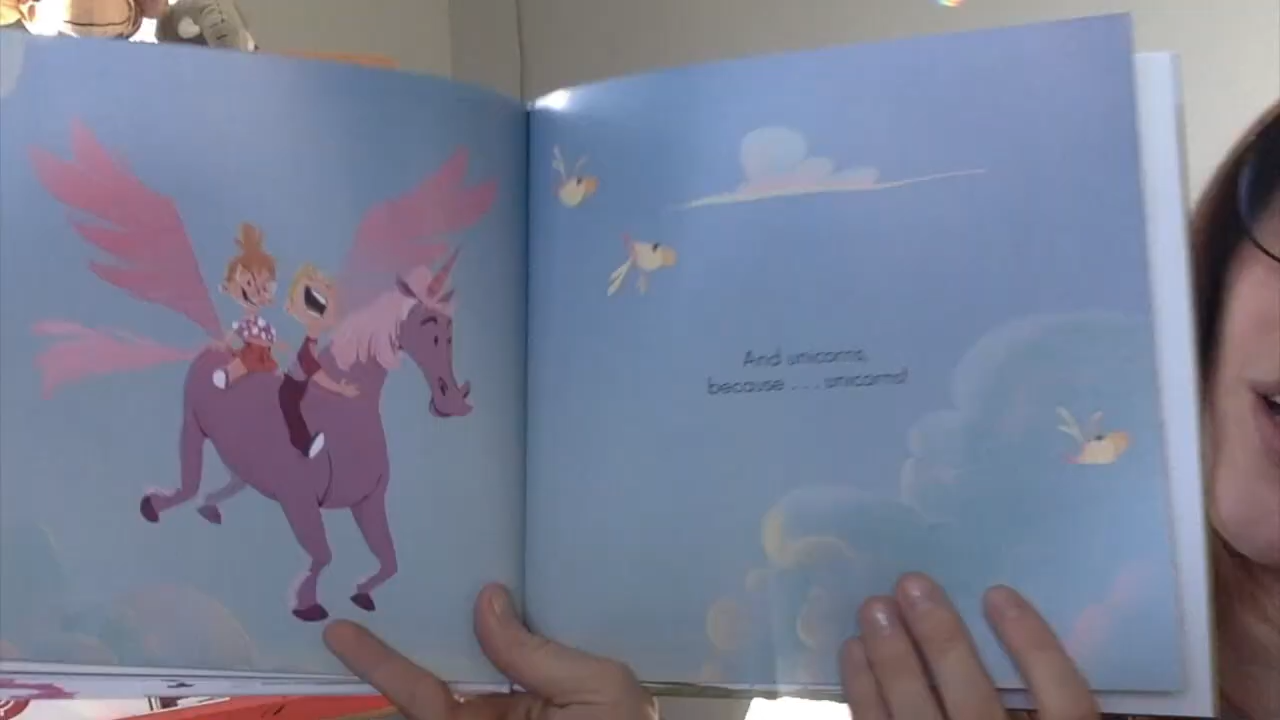 And unicorns,
because . . . unicorns!